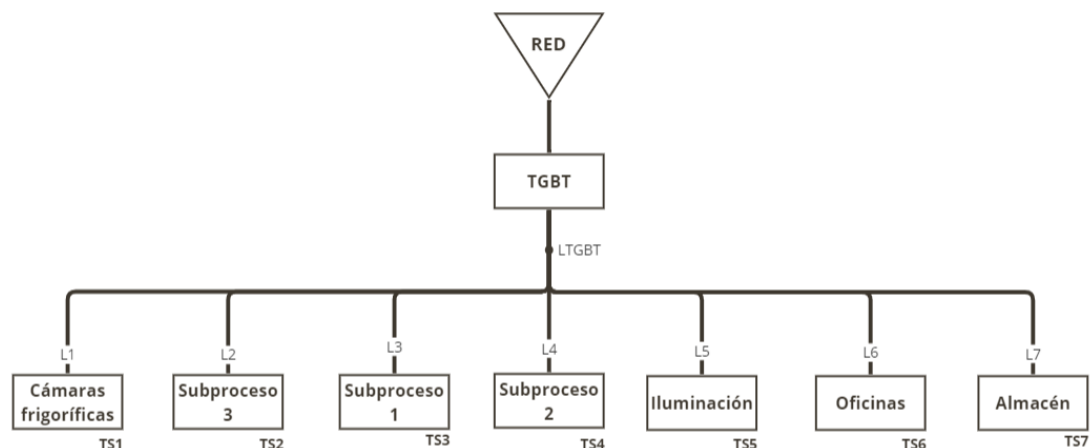 RED
TGBT
LTGBT
L1
L2
L3
L4
L5
L6
L7
Cámaras
frigoríficas
TS1
Subproceso
3
TS2
Subproceso
1
TS3
Subproceso
2
TS4
Iluminación
TS5
Oficinas
TS6
Almacén
TS7